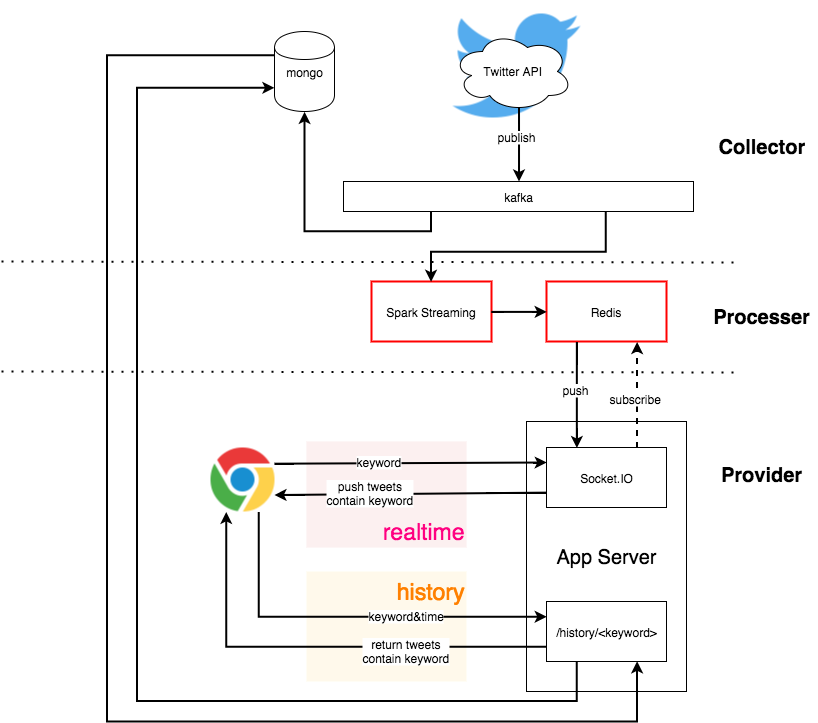 mongo
Twitter API
publish
Collector
kafka
Spark Streaming
Redis
Processer
push
subscribe
keyword
push tweets
contain keyword
realtime
Socket.IO
Provider
App Server
history
keyword&time
/history/<keyword>
return tweets
contain keyword